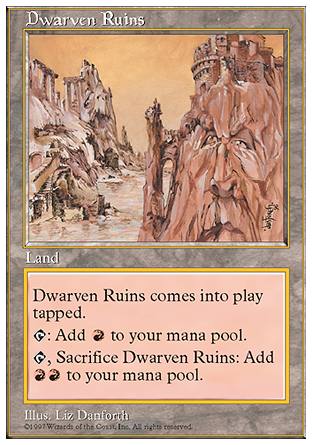 Dwarven Ruins
Land
Dwarven Ruins comes into play
tapped.
: Add to your mana pool.
, Sacrifice Dwarven Ruins: Add
to your mana pool.
Illus. Liz Danforth
©1997 Wizards of the Coast, Inc. All rights reserved.